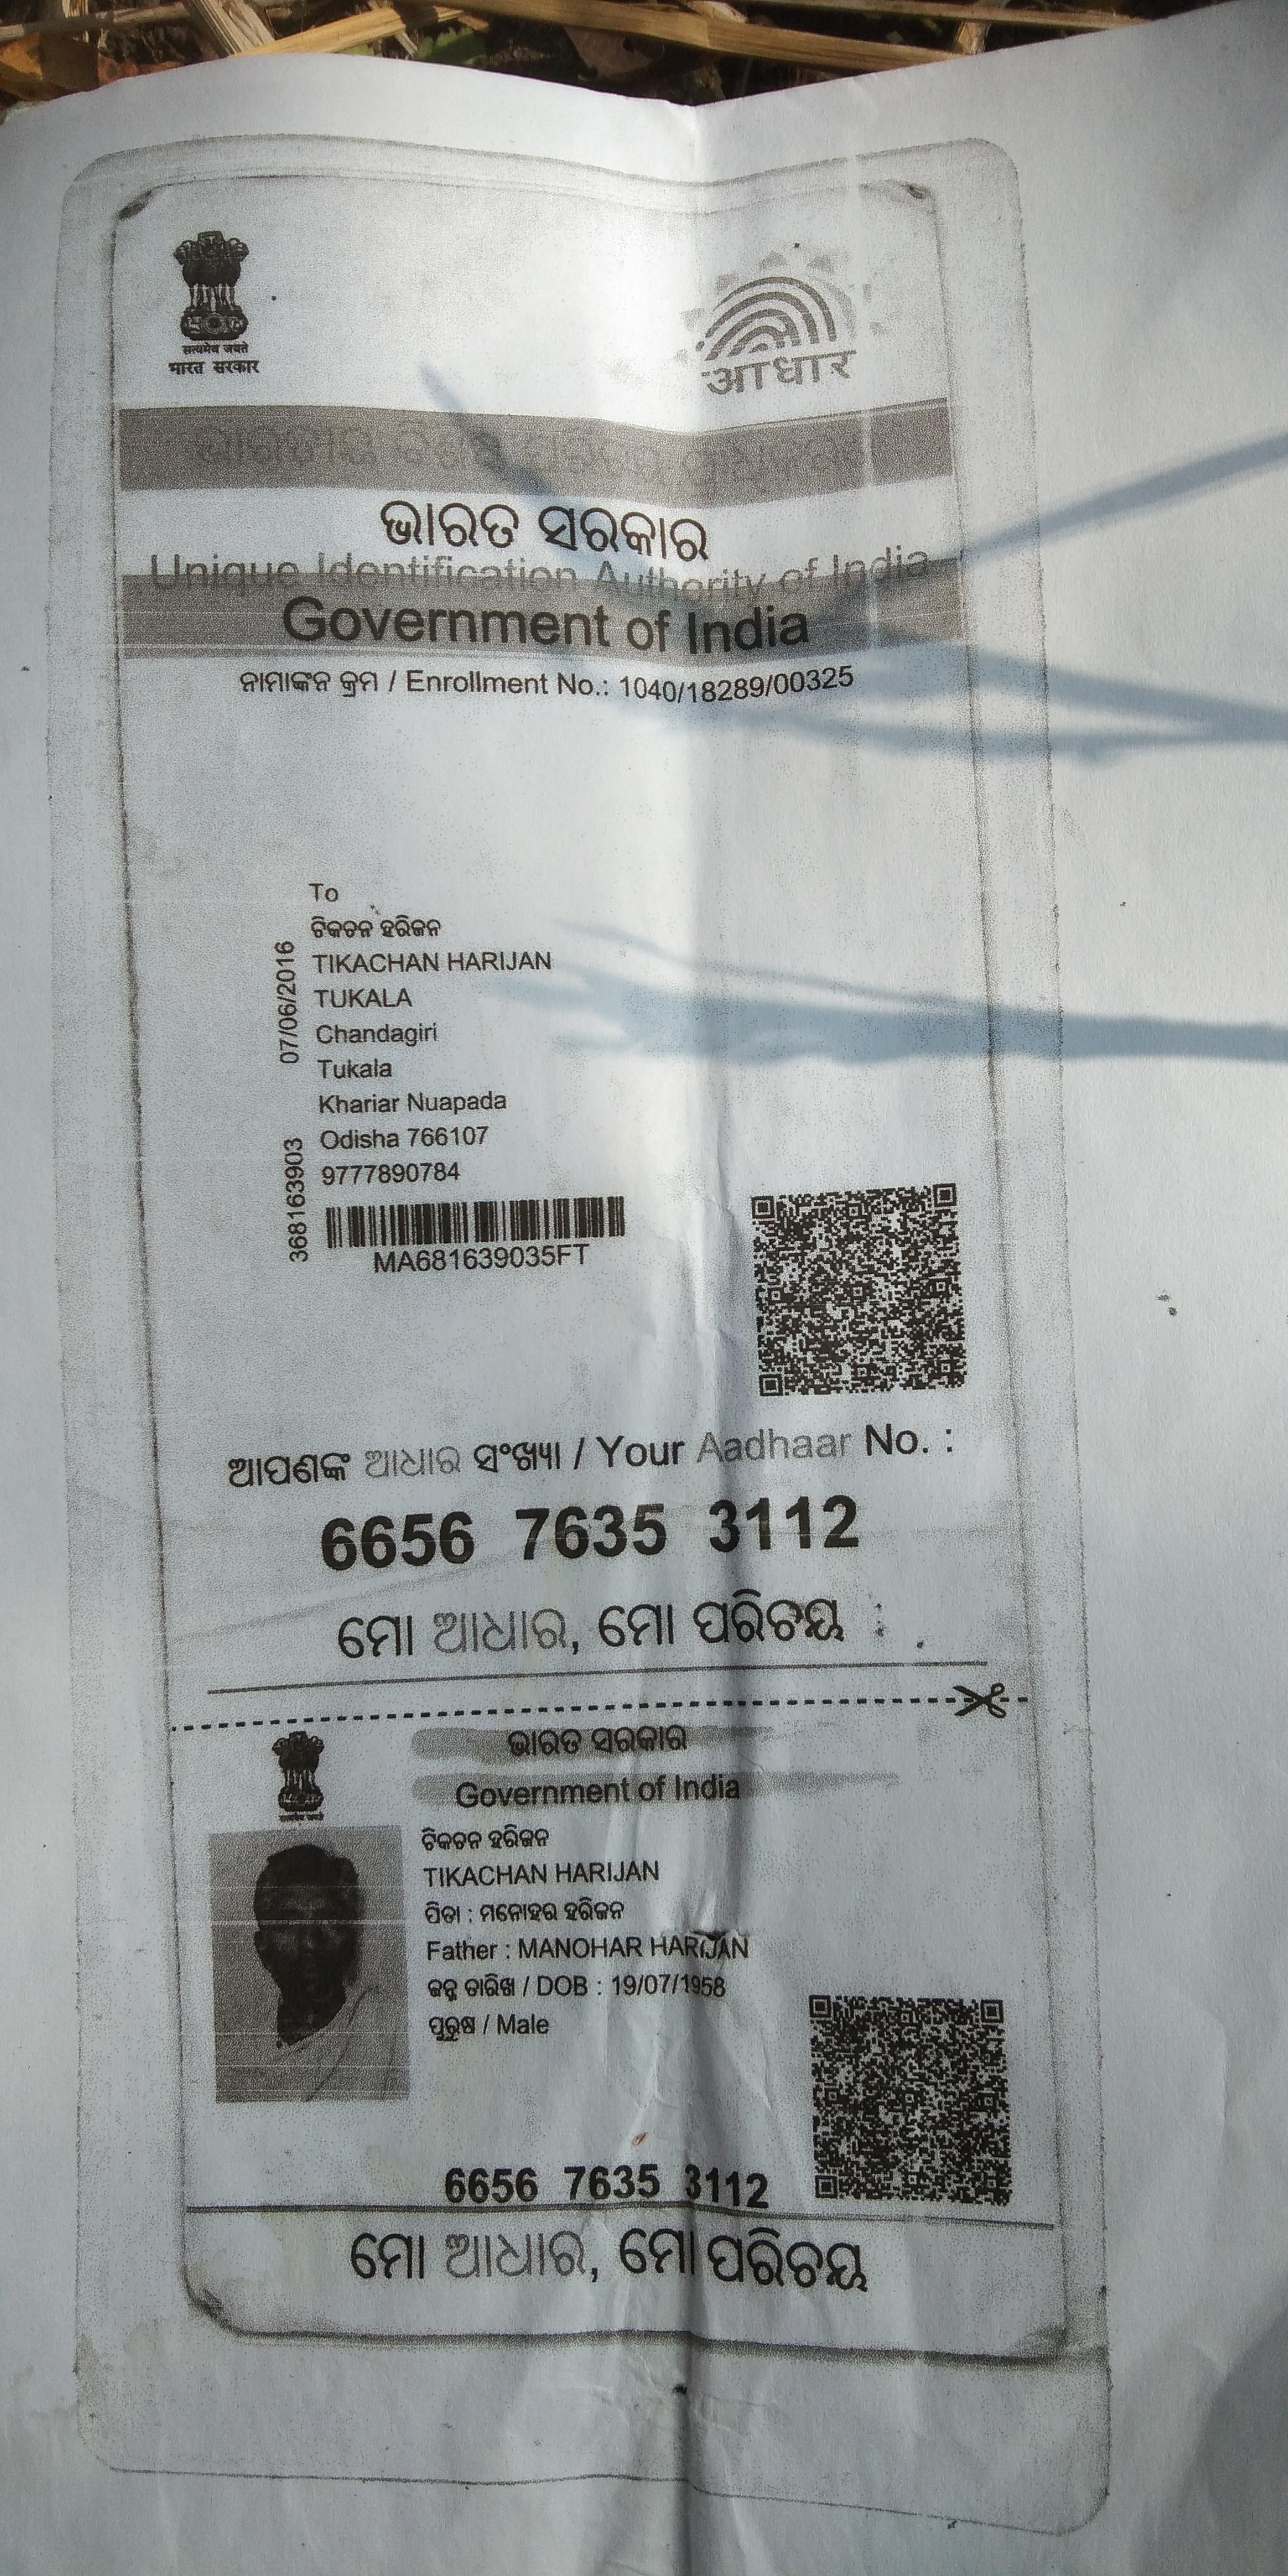 सत्यमेव जयते
भारत सरकार
आधार
ଭାରତୀୟ ବିଶିଷ୍ଟ ପରିଚୟ ପ୍ରାଧିକରଣ
ଭାରତ ସରକାର
Unique Identification Authority of India
Government of India
ନାମାଙ୍କନ କ୍ରମ / Enrollment No.: 1040/18289/00325
To
ଟିକଚନ ହରିଜନ
TIKACHAN HARIJAN
TUKALA
Chandagiri
Tukala
Khariar Nuapada
Odisha 766107
9777890784
07/06/2016
368163903
MA681639035FT
ଆପଣଙ୍କ ଆଧାର ସଂଖ୍ୟା / Your Aadhaar No. :
6656 7635 3112
ମୋ ଆଧାର, ମୋ ପରିଚୟ
ଭାରତ ସରକାର
Government of India
ଟିକଚନ ହରିଜନ
TIKACHAN HARIJAN
ପିତା : ମନୋହର ହରିଜନ
Father : MANOHAR HARIJAN
ଜନ୍ମ ତାରିଖ / DOB : 19/07/1958
ପୁରୁଷ / Male
6656 7635 3112
ମୋ ଆଧାର, ମୋ ପରିଚୟ